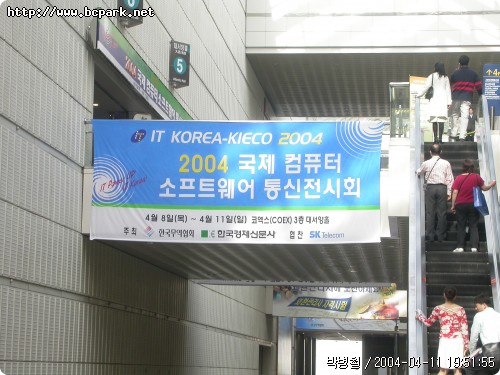 http://www.bcpark.net
5
4
IT KOREA-KIECO 2004
2004 국제 컴퓨터
소프트웨어 통신전시회
4월 8일(목) ~ 4월 11일(일) 코엑스(COEX) 3층 대서양홀
주최 한국무역협회 한국경제신문사 협찬 SK Telecom
박병철 / 2004-04-11 19:51:55